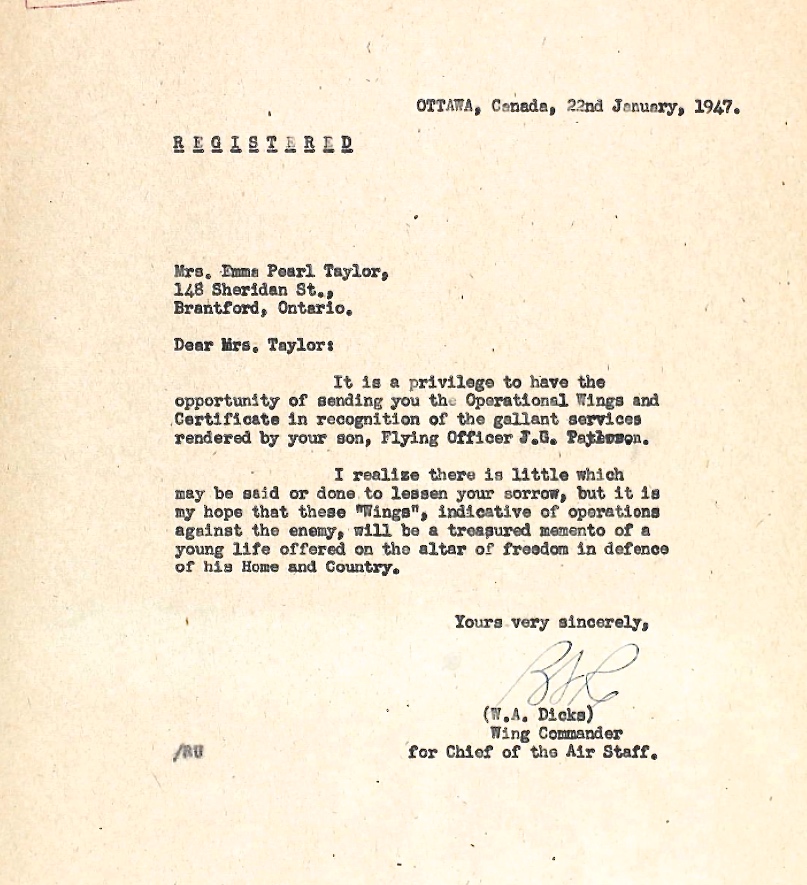 OTTAWA, Canada, 22nd January, 1947.
REGISTERED
Mrs. Emma Pearl Taylor,
148 Sheridan St.,
Brantford, Ontario.
Dear Mrs. Taylor:
It is a privilege to have the
opportunity of sending you the Operational Wings and
Certificate in recognition of the gallant services
rendered by your son, Flying Officer J.G.
I realize there is little which
may be said or done to lessen your sorrow, but it is
my hope that these "Wings", indicative of operations
against the enemy, will be a treasured memento of a
young life offered on the altar of freedom in defence
of his Home and Country.
Yours very sincerely,
(W.A. Dicks)
Wing Commander
/RU for Chief of the Air Staff.